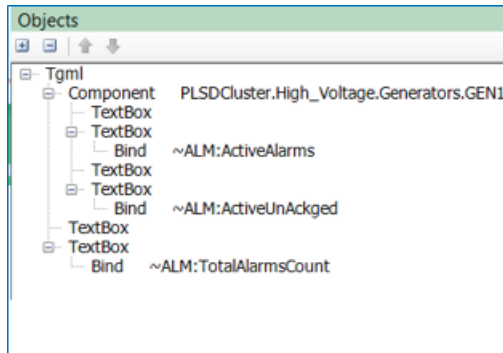 Objects
Tgml
Component PLSDCluster.High_Voltage.Generators.GEN1
TextBox
TextBox
Bind ~ALM:ActiveAlarms
TextBox
TextBox
Bind ~ALM:ActiveUnAckged
TextBox
TextBox
Bind ~ALM:TotalAlarmsCount